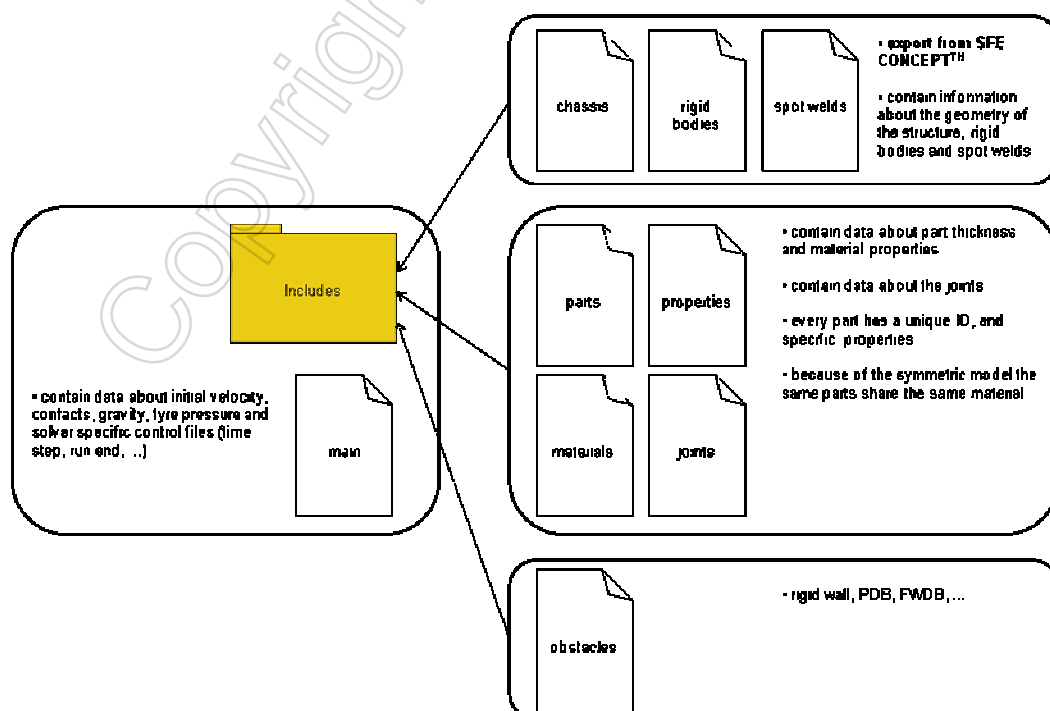 Copyrigh
chassis
rigid
bodies
spot welds
• export from SFE
CONCEPT™
• contain information
about the geometry of
the structure, rigid
bodies and spot welds
Includes
• contain data about initial velocity,
contacts, gravity, tyre pressure and
solver specific control files (time
step, run end, ...)
main
parts
properties
materials
joints
• contain data about part thickness
and material properties
• contain data about the joints
• every part has a unique ID, and
specific properties
• because of the symmetric model the
same parts share the same material
obstacles
• rigid wall, PDB, FWDB, ...